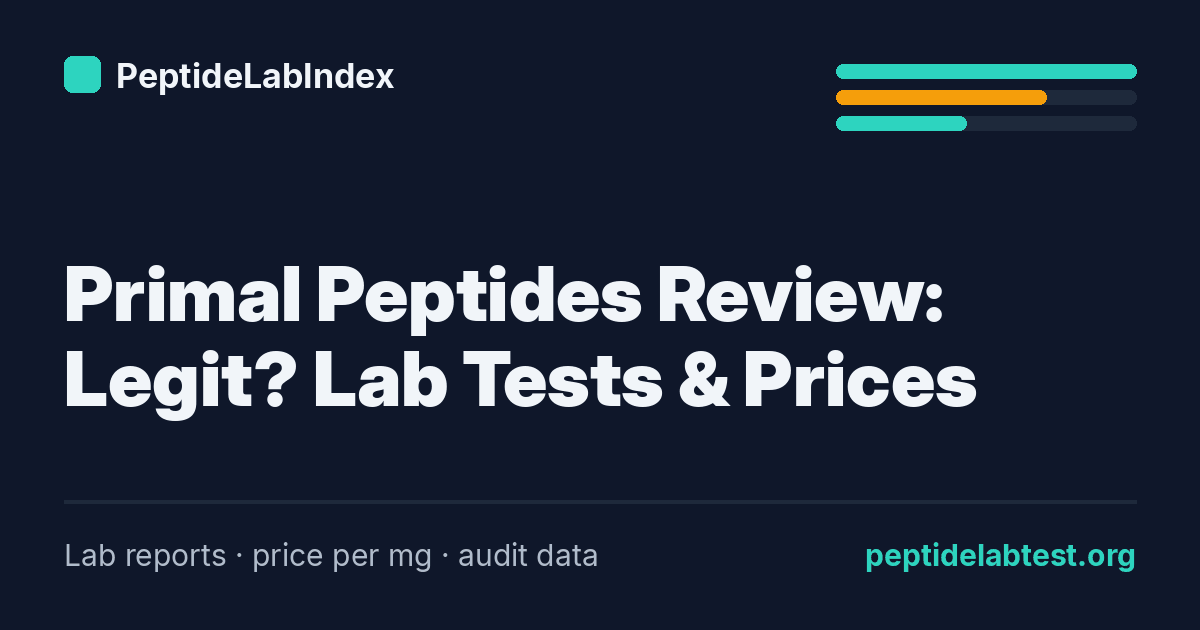 PeptideLabIndex
Primal Peptides Review:
Legit? Lab Tests & Prices
Lab reports · price per mg · audit data
peptidelabtest.org